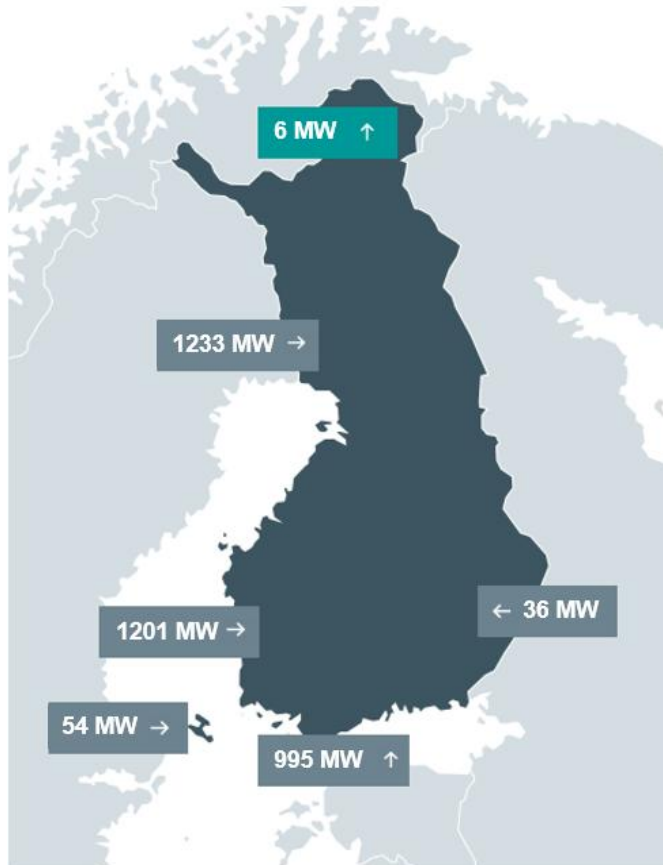 6 MW ↑
1233 MW →
← 36 MW
1201 MW →
54 MW →
995 MW ↑